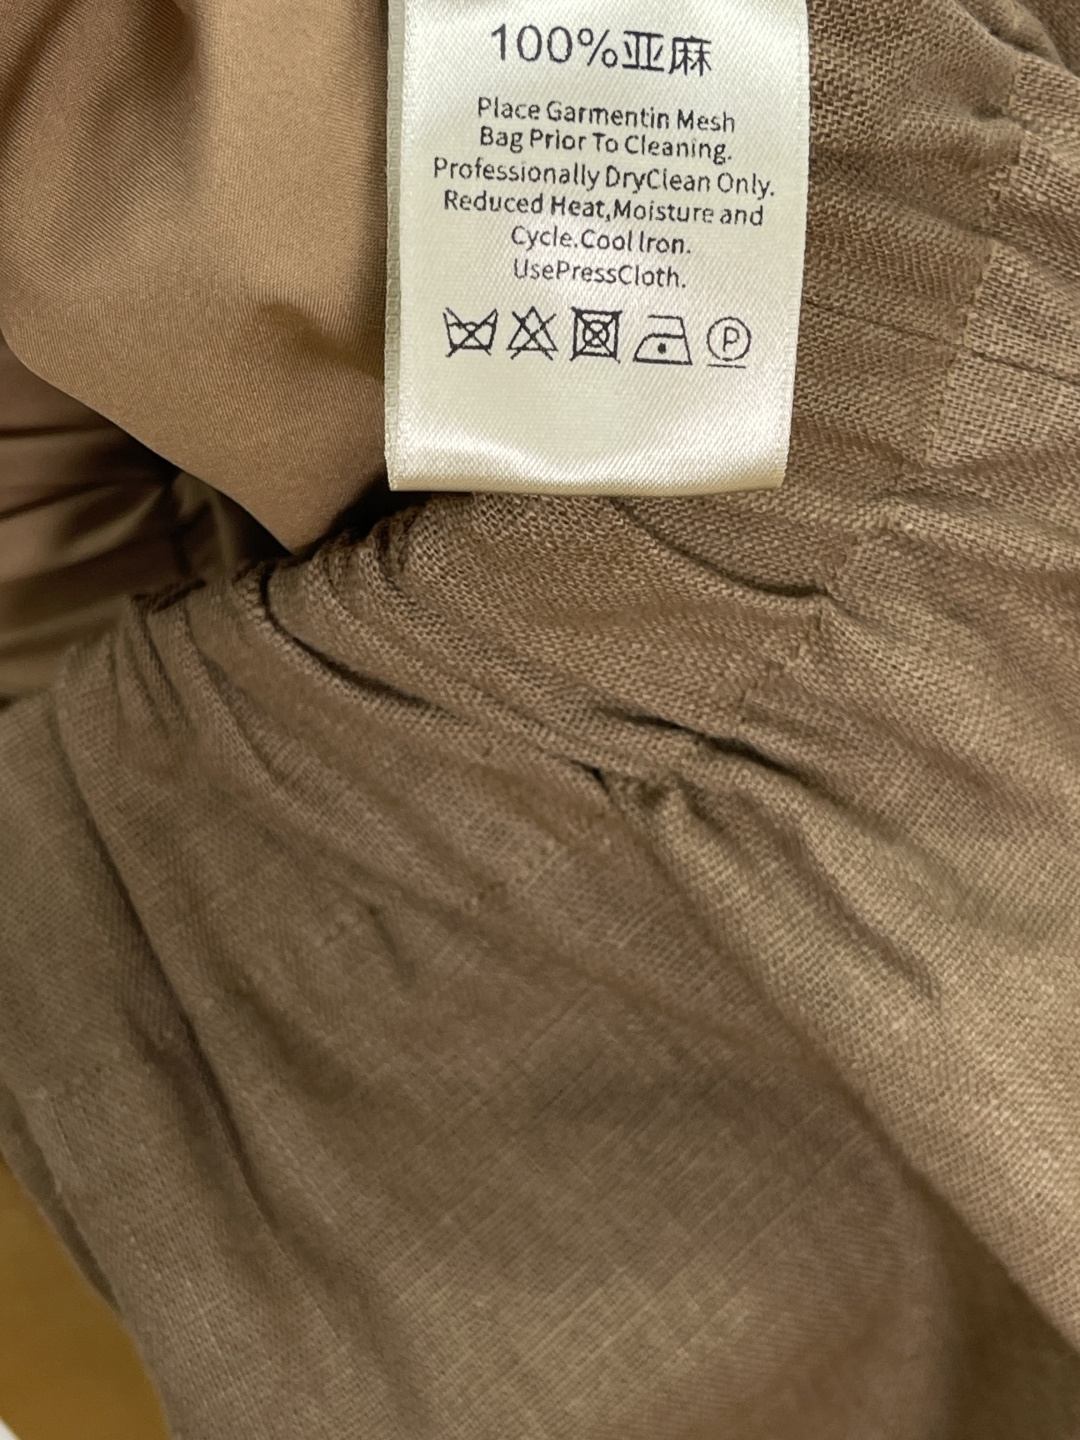 100%亚麻
Place Garmentin Mesh
Bag Prior To Cleaning.
Professionally DryClean Only.
Reduced Heat,Moisture and
Cycle.Cool Iron.
UsePressCloth.
P